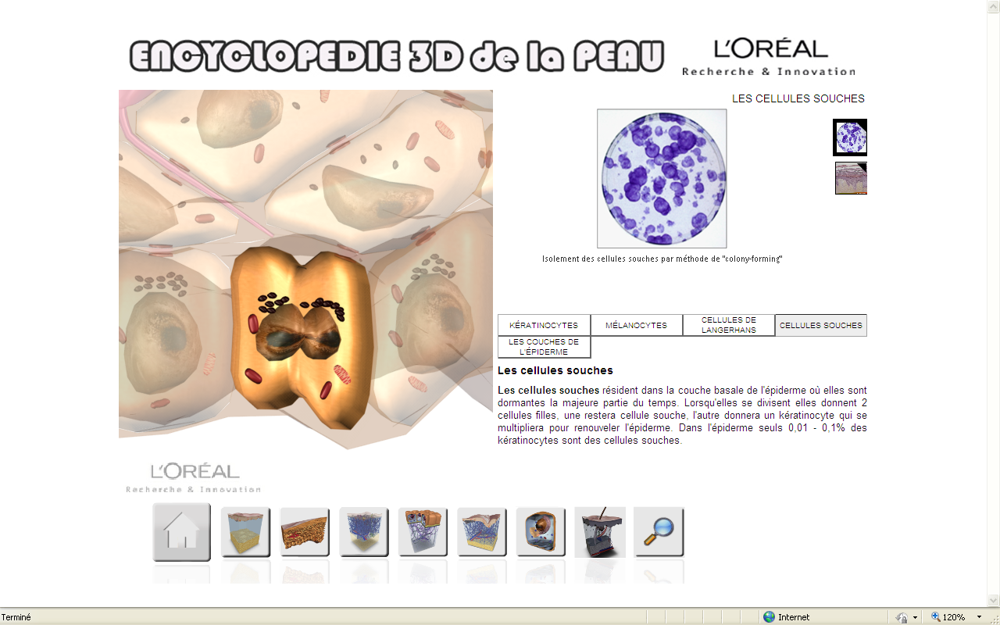 ENCYCLOPEDIE 3D de la PEAU
L'ORÉAL
Recherche & Innovation
LES CELLULES SOUCHES
Isolement des cellules souches par méthode de "colony-forming"
KÉRATINOCYTES
MÉLANOCYTES
CELLULES DE
LANGERHANS
CELLULES SOUCHES
LES COUCHES DE
L'ÉPIDERME
Les cellules souches
Les cellules souches résident dans la couche basale de l'épiderme où elles sont
dormantes la majeure partie du temps. Lorsqu'elles se divisent elles donnent 2
cellules filles, une restera cellule souche, l'autre donnera un kératinocyte qui se
multipliera pour renouveler l'épiderme. Dans l'épiderme seuls 0,01 - 0,1% des
kératinocytes sont des cellules souches.
L'ORÉAL
Recherche & Innovation
Terminé
Internet
120%